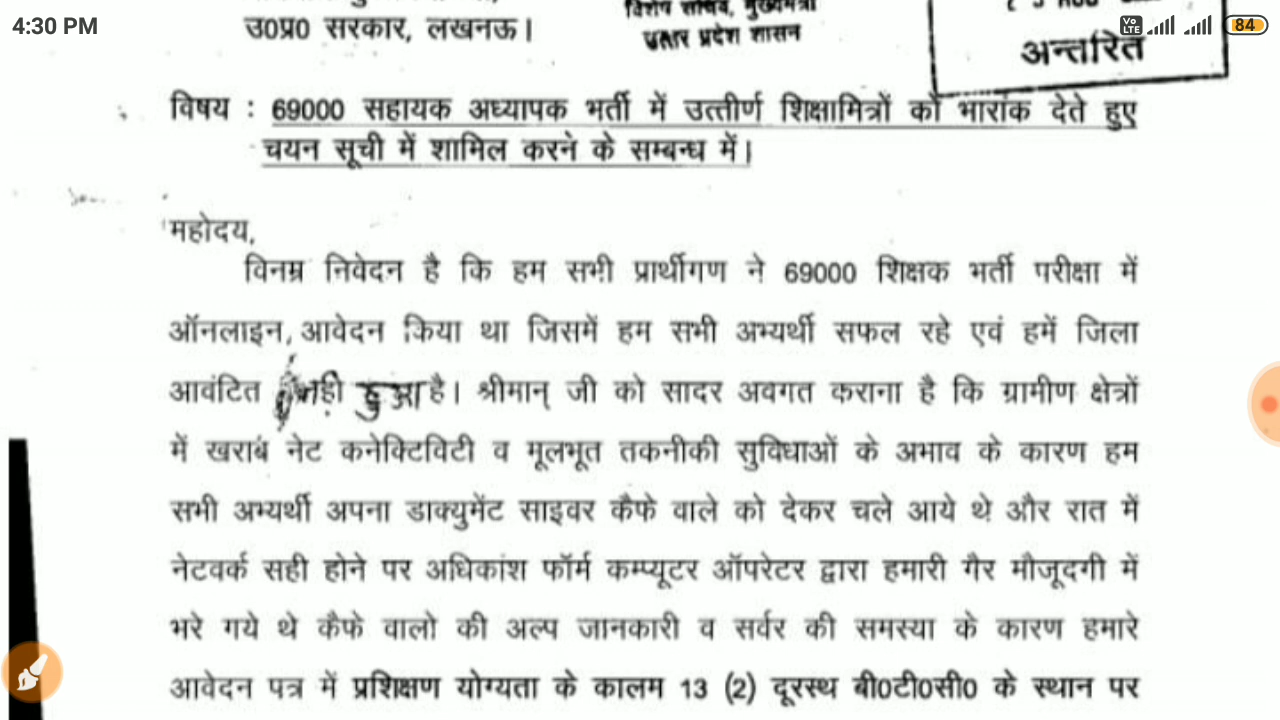 4:30 PM
84
उ0प्र0 सरकार, लखनऊ।
विशेष सचिव, मुख्यमंत्री
उत्तर प्रदेश शासन
अन्तरित
विषय : 69000 सहायक अध्यापक भर्ती में उत्तीर्ण शिक्षामित्रों को भारांक देते हुए
चयन सूची में शामिल करने के सम्बन्ध में।
महोदय,
विनम्र निवेदन है कि हम सभी प्रार्थीगण ने 69000 शिक्षक भर्ती परीक्षा में
ऑनलाइन आवेदन किया था जिसमें हम सभी अभ्यर्थी सफल रहे एवं हमें जिला
आवंटित नही हुआ है। श्रीमान् जी को सादर अवगत कराना है कि ग्रामीण क्षेत्रों
में खराब नेट कनेक्टिविटी व मूलभूत तकनीकी सुविधाओं के अभाव के कारण हम
सभी अभ्यर्थी अपना डाक्युमेंट साइवर कैफे वाले को देकर चले आये थे और रात में
नेटवर्क सही होने पर अधिकांश फॉर्म कम्प्यूटर ऑपरेटर द्वारा हमारी गैर मौजूदगी में
भरे गये थे कैफे वालो की अल्प जानकारी व सर्वर की समस्या के कारण हमारे
आवेदन पत्र में प्रशिक्षण योग्यता के कालम 13 (2) दूरस्थ बी0टी0सी0 के स्थान पर